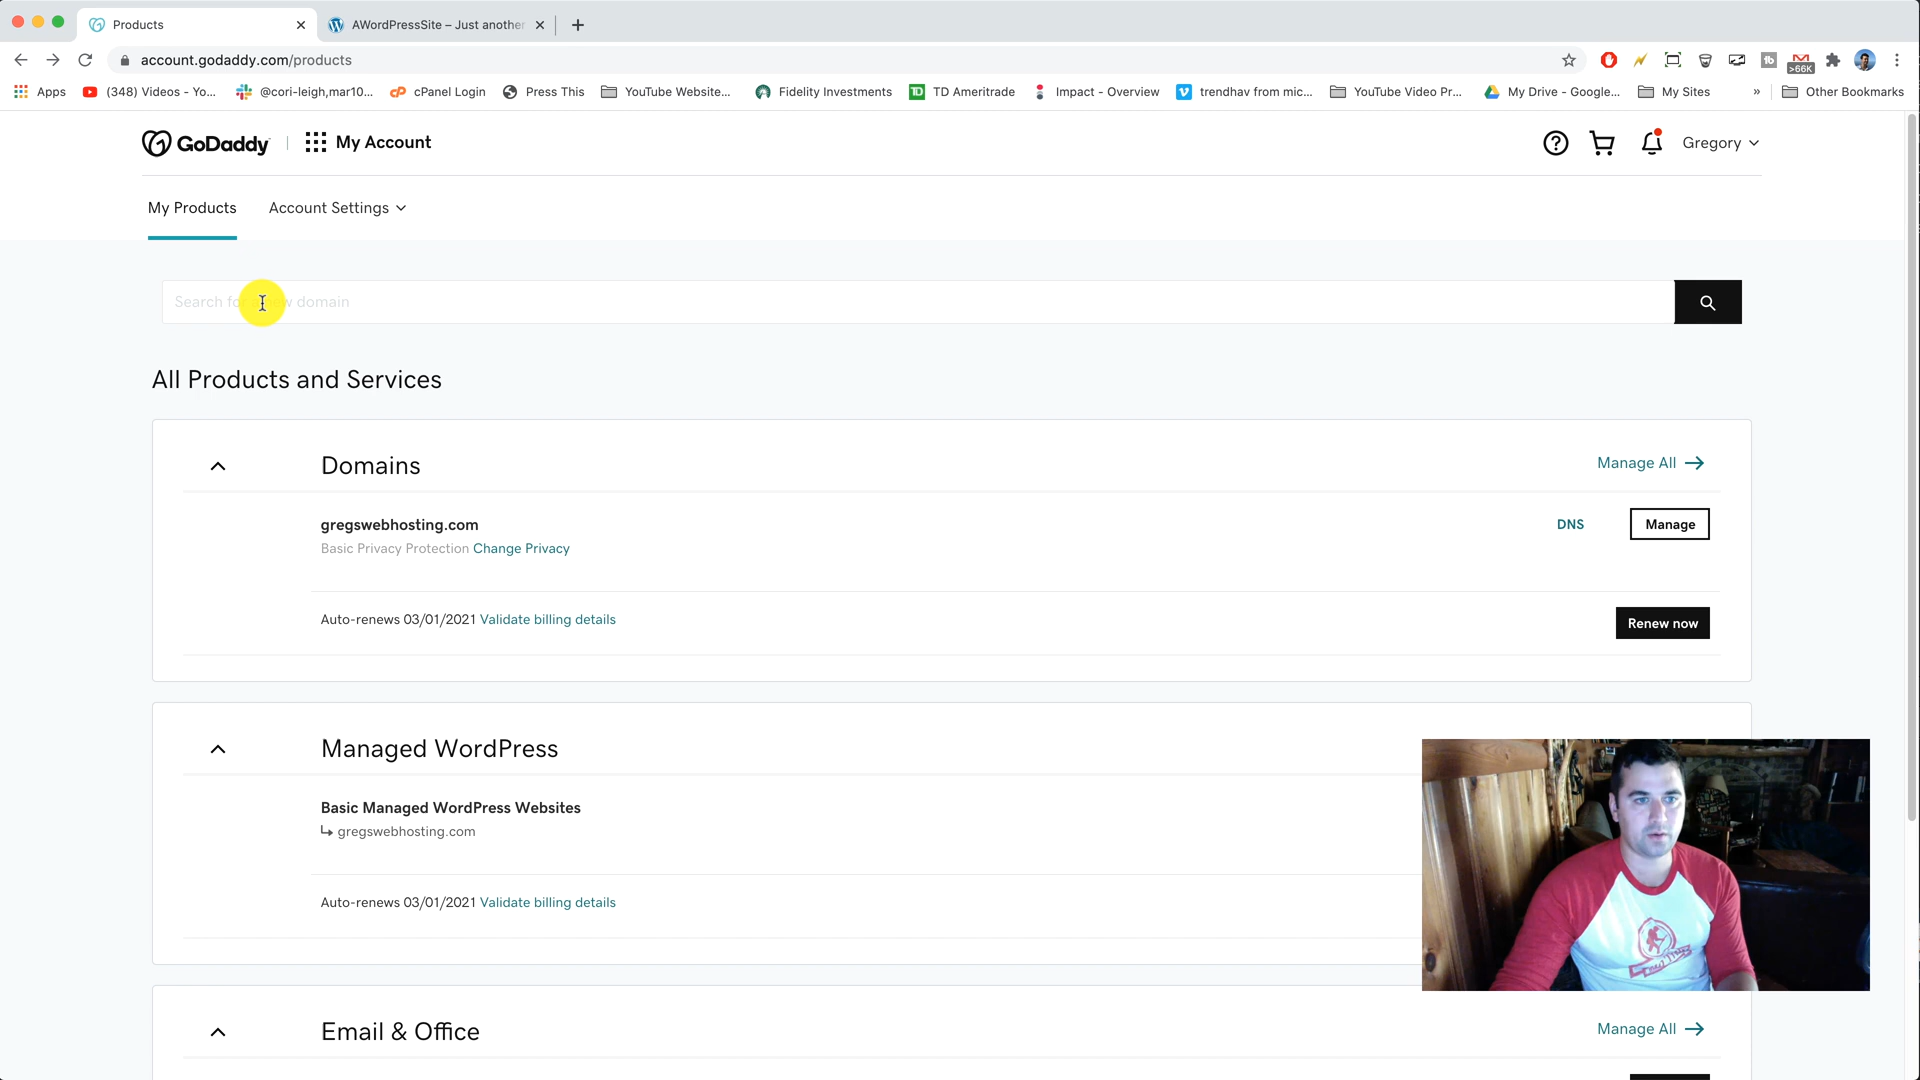 Products
AWordPressSite – Just another
account.godaddy.com/products
>66K
Apps
(348) Videos - Yo...
@cori-leigh,mar10...
cPanel Login
Press This
YouTube Website...
Fidelity Investments
TD Ameritrade
Impact - Overview
trendhav from mic...
YouTube Video Pr...
My Drive - Google...
My Sites
»
Other Bookmarks
GoDaddy
My Account
Gregory
My Products
Account Settings
Search for a new domain
All Products and Services
Domains
Manage All
gregswebhosting.com
DNS
Manage
Basic Privacy Protection Change Privacy
Auto-renews 03/01/2021 Validate billing details
Renew now
Managed WordPress
Basic Managed WordPress Websites
gregswebhosting.com
Auto-renews 03/01/2021 Validate billing details
Email & Office
Manage All